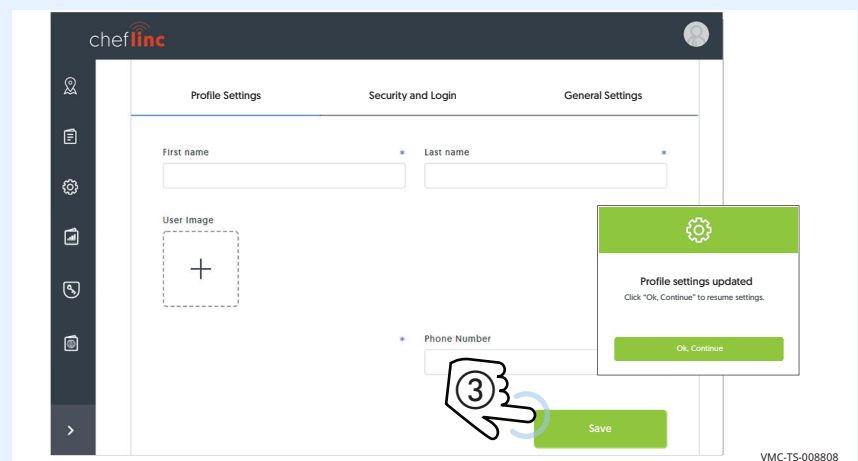 cheflinc
Profile Settings Security and Login General Settings
First name * Last name *
User Image
Profile settings updated
Click "Ok, Continue" to resume settings.
* Phone Number
Ok, Continue
3
Save
VMC-TS-008808